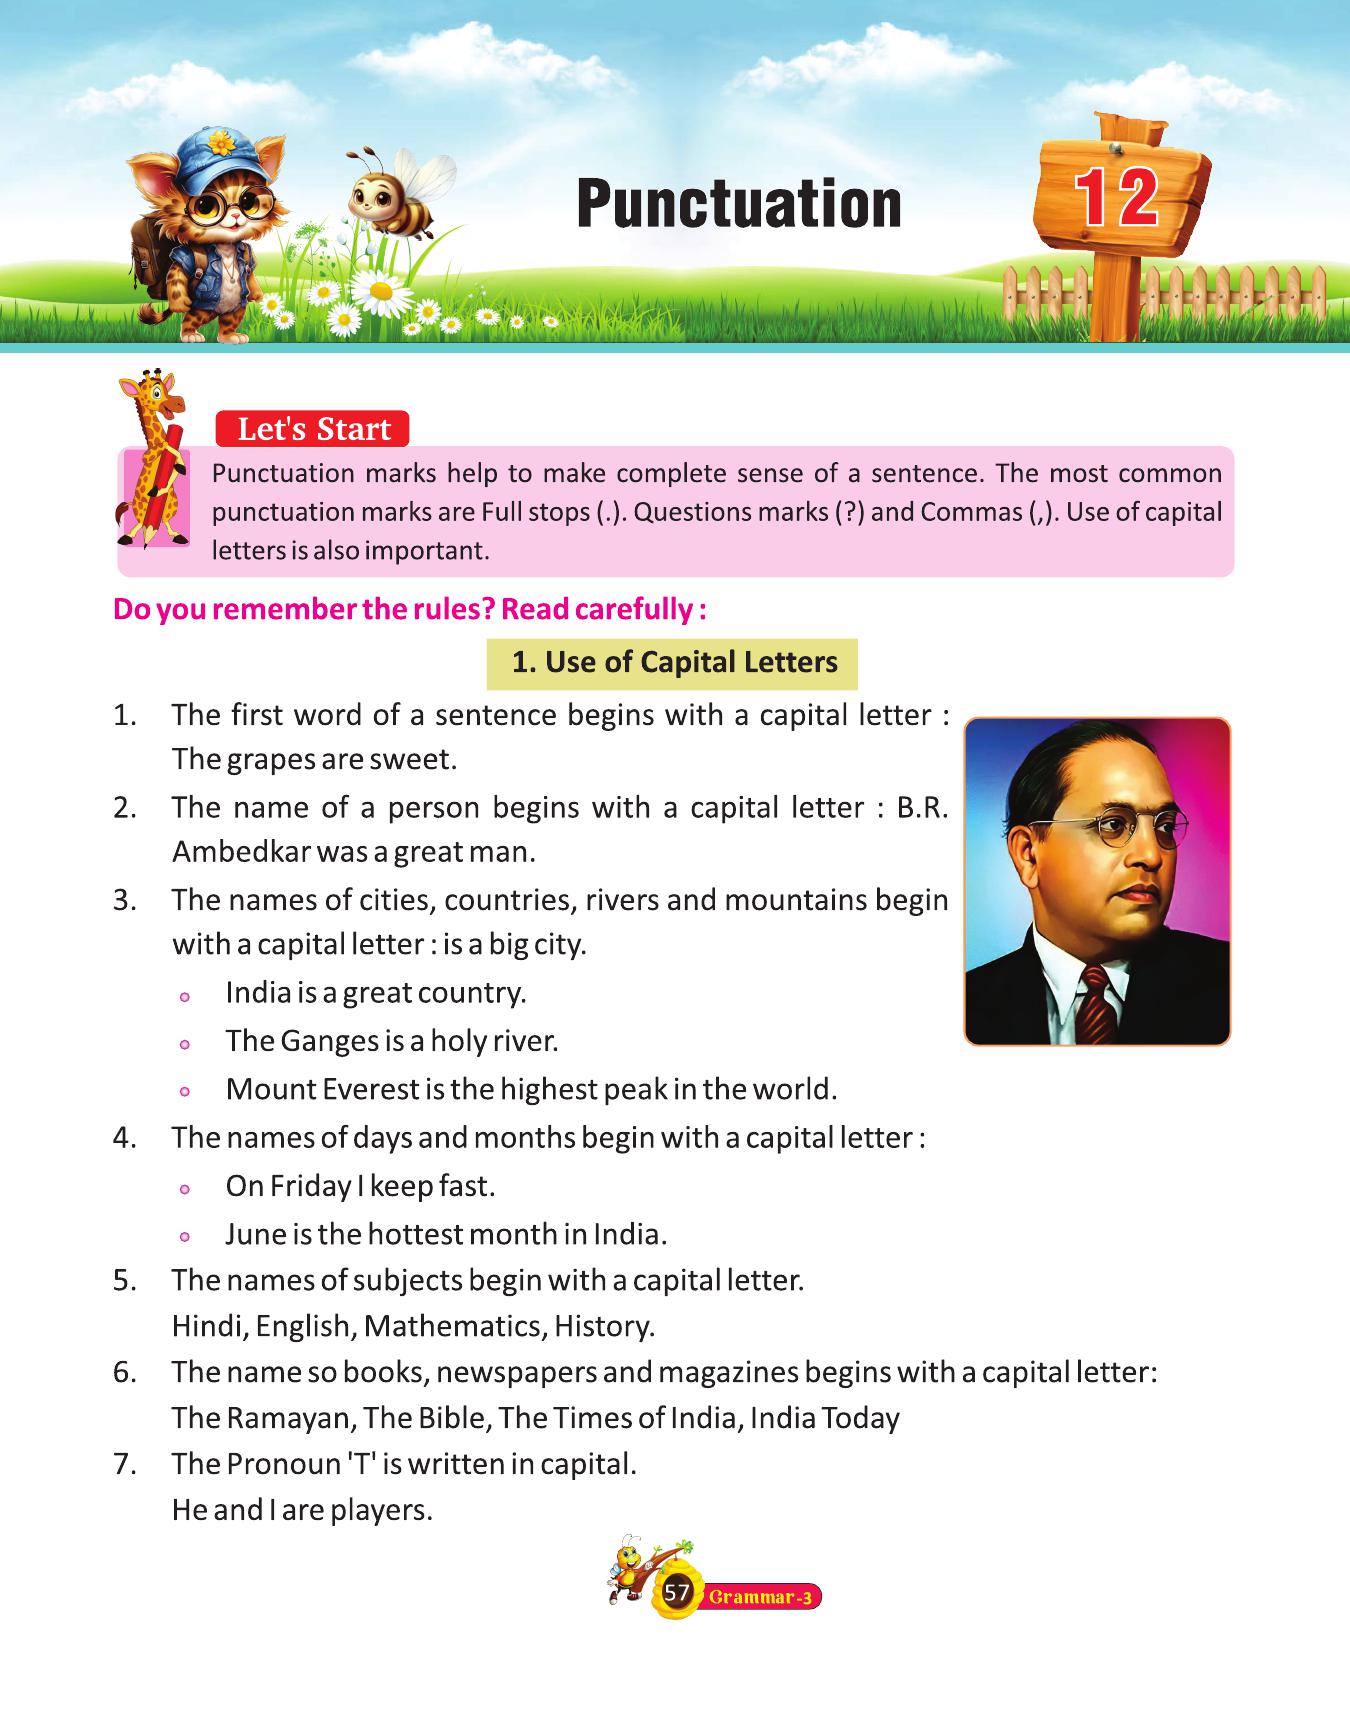 Punctuation
12
Let's Start
Punctuation marks help to make complete sense of a sentence. The most common
punctuation marks are Full stops (.). Questions marks (?) and Commas (,). Use of capital
letters is also important.
Do you remember the rules? Read carefully :
1. Use of Capital Letters
1. The first word of a sentence begins with a capital letter :
The grapes are sweet.
2. The name of a person begins with a capital letter : B.R.
Ambedkar was a great man.
3. The names of cities, countries, rivers and mountains begin
with a capital letter : is a big city.
India is a great country.
The Ganges is a holy river.
Mount Everest is the highest peak in the world.
4. The names of days and months begin with a capital letter :
On Friday I keep fast.
June is the hottest month in India.
5. The names of subjects begin with a capital letter.
Hindi, English, Mathematics, History.
6. The name so books, newspapers and magazines begins with a capital letter:
The Ramayan, The Bible, The Times of India, India Today
7. The Pronoun 'T' is written in capital.
He and I are players.
57
Grammar-3